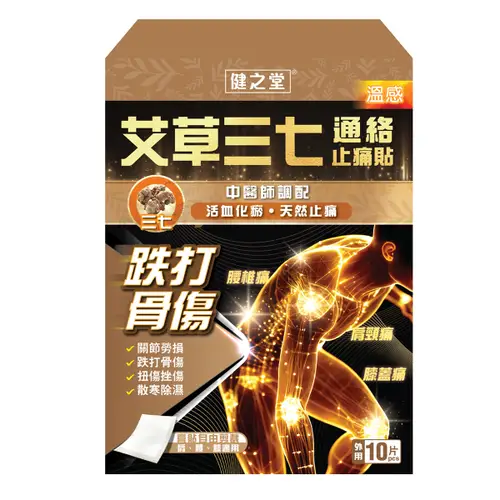 健之堂®
溫感
艾草三七
通絡
止痛貼
中醫師調配
活血化瘀・天然止痛
三七
跌打
骨傷
腰椎痛
肩頸痛
膝蓋痛
✓ 關節勞損
✓ 跌打骨傷
✓ 扭傷挫傷
✓ 散寒除濕
外用 10片 pcs